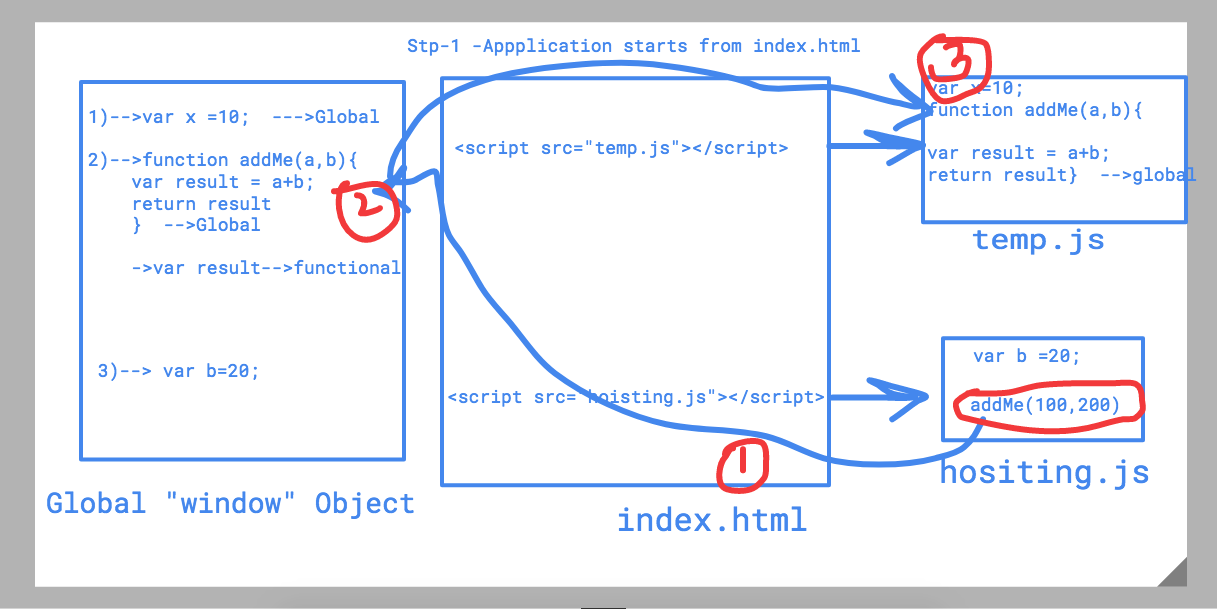 Stp-1 -Appplication starts from index.html
1)-->var x =10;  --->Global
2)-->function addMe(a,b){
var result = a+b;
return result
}  -->Global
->var result-->functional
3)--> var b=20;
Global "window" Object
2
<script src="temp.js"></script>
<script src="hoisting.js"></script>
1
index.html
3
var x=10;
function addMe(a,b){
var result = a+b;
return result}  -->global
temp.js
var b =20;
addMe(100,200)
hositing.js